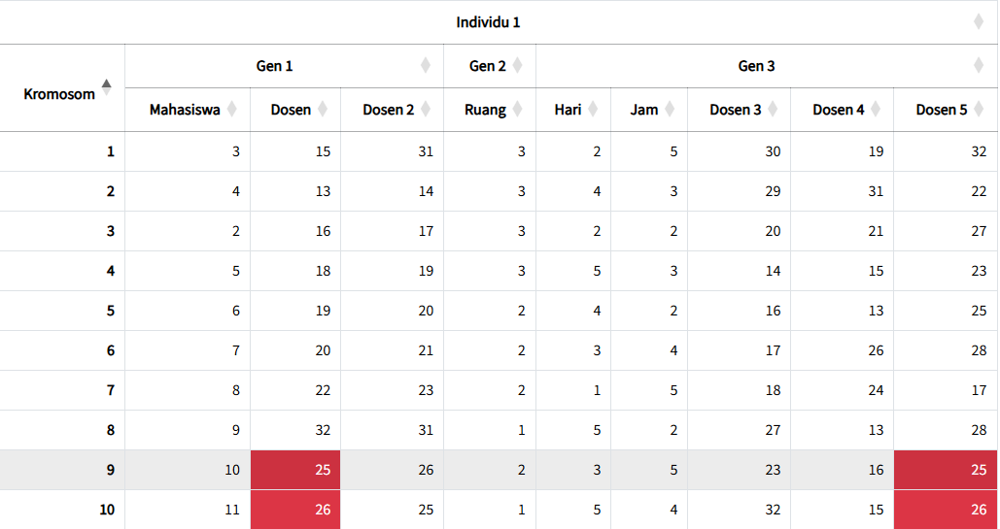 Individu 1
Kromosom Gen 1 Gen 2 Gen 3
Mahasiswa Dosen Dosen 2 Ruang Hari Jam Dosen 3 Dosen 4 Dosen 5
1 3 15 31 3 2 5 30 19 32
2 4 13 14 3 4 3 29 31 22
3 2 16 17 3 2 2 20 21 27
4 5 18 19 3 5 3 14 15 23
5 6 19 20 2 4 2 16 13 25
6 7 20 21 2 3 4 17 26 28
7 8 22 23 2 1 5 18 24 17
8 9 32 31 1 5 2 27 13 28
9 10 25 26 2 3 5 23 16 25
10 11 26 25 1 5 4 32 15 26